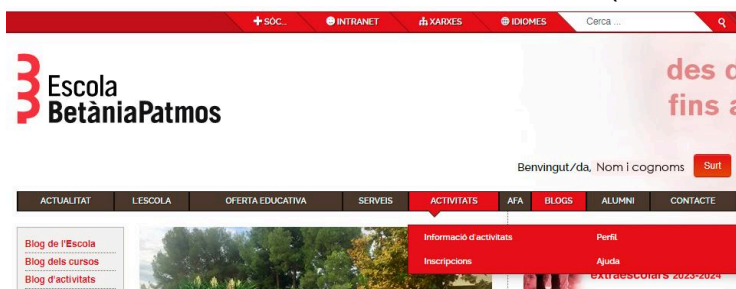 SÓC... INTRANET XARXES IDIOMES Cerca ...
des d
fins a
Escola
BetàniaPatmos
Benvingut/da, Nom i cognoms Surt
ACTUALITAT L'ESCOLA OFERTA EDUCATIVA SERVEIS ACTIVITATS AFA BLOGS ALUMNI CONTACTE
Informació d'activitats Perfil
Inscripcions Ajuda
Blog de l'Escola
Blog dels cursos
Blog d'activitats
extraescolars 2023-2024